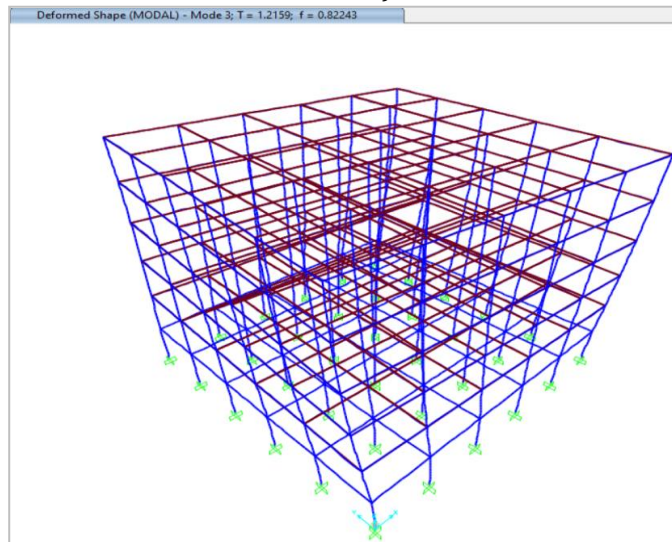 Deformed Shape (MODAL) - Mode 3; T = 1.2159; f = 0.82243